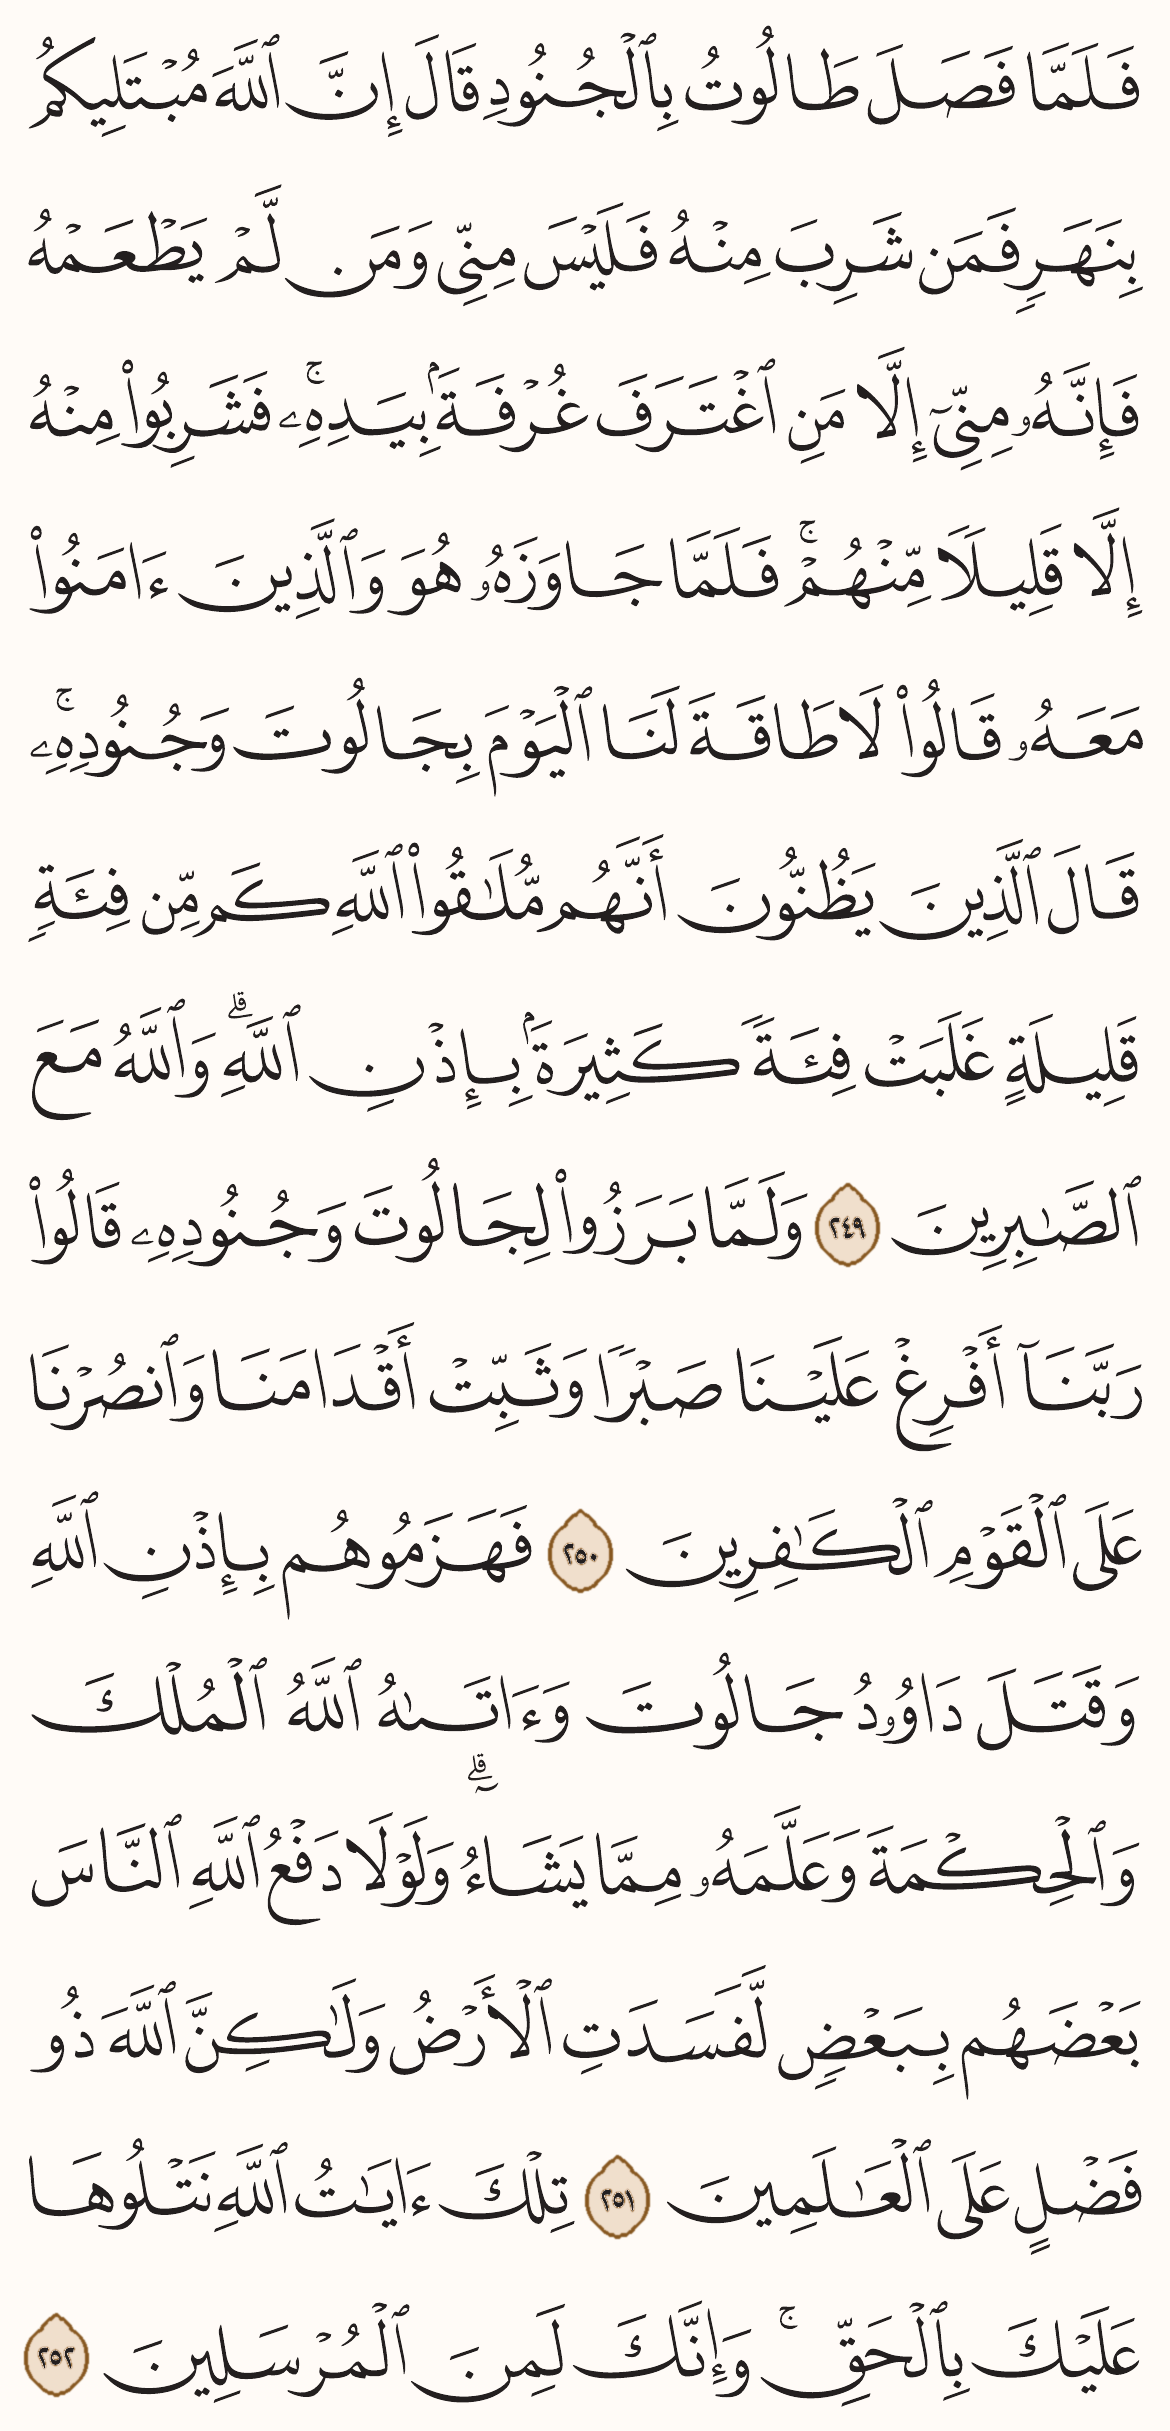 فَلَمَّا فَصَلَ طَالُوتُ بِٱلْجُنُودِ قَالَ إِنَّ ٱللَّهَ مُبْتَلِيكُم
بِنَهَرٍ فَمَن شَرِبَ مِنْهُ فَلَيْسَ مِنِّى وَمَن لَّمْ يَطْعَمْهُ
فَإِنَّهُۥ مِنِّىٓ إِلَّا مَنِ ٱغْتَرَفَ غُرْفَةًۢ بِيَدِهِۦ ۚ فَشَرِبُوا۟ مِنْهُ
إِلَّا قَلِيلًا مِّنْهُمْ ۚ فَلَمَّا جَاوَزَهُۥ هُوَ وَٱلَّذِينَ ءَامَنُوا۟
مَعَهُۥ قَالُوا۟ لَا طَاقَةَ لَنَا ٱلْيَوْمَ بِجَالُوتَ وَجُنُودِهِۦ ۚ
قَالَ ٱلَّذِينَ يَظُنُّونَ أَنَّهُم مُّلَٰقُوا۟ ٱللَّهِ كَم مِّن فِئَةٍ
قَلِيلَةٍ غَلَبَتْ فِئَةً كَثِيرَةًۢ بِإِذْنِ ٱللَّهِ ۗ وَٱللَّهُ مَعَ
ٱلصَّٰبِرِينَ ٢٤٩ وَلَمَّا بَرَزُوا۟ لِجَالُوتَ وَجُنُودِهِۦ قَالُوا۟
رَبَّنَآ أَفْرِغْ عَلَيْنَا صَبْرًا وَثَبِّتْ أَقْدَامَنَا وَٱنصُرْنَا
عَلَى ٱلْقَوْمِ ٱلْكَٰفِرِينَ ٢٥٠ فَهَزَمُوهُم بِإِذْنِ ٱللَّهِ
وَقَتَلَ دَاوُۥدُ جَالُوتَ وَءَاتَىٰهُ ٱللَّهُ ٱلْمُلْكَ
وَٱلْحِكْمَةَ وَعَلَّمَهُۥ مِمَّا يَشَآءُ ۗ وَلَوْلَا دَفْعُ ٱللَّهِ ٱلنَّاسَ
بَعْضَهُم بِبَعْضٍ لَّفَسَدَتِ ٱلْأَرْضُ وَلَٰكِنَّ ٱللَّهَ ذُو
فَضْلٍ عَلَى ٱلْعَٰلَمِينَ ٢٥١ تِلْكَ ءَايَٰتُ ٱللَّهِ نَتْلُوهَا
عَلَيْكَ بِٱلْحَقِّ ۚ وَإِنَّكَ لَمِنَ ٱلْمُرْسَلِينَ ٢٥٢